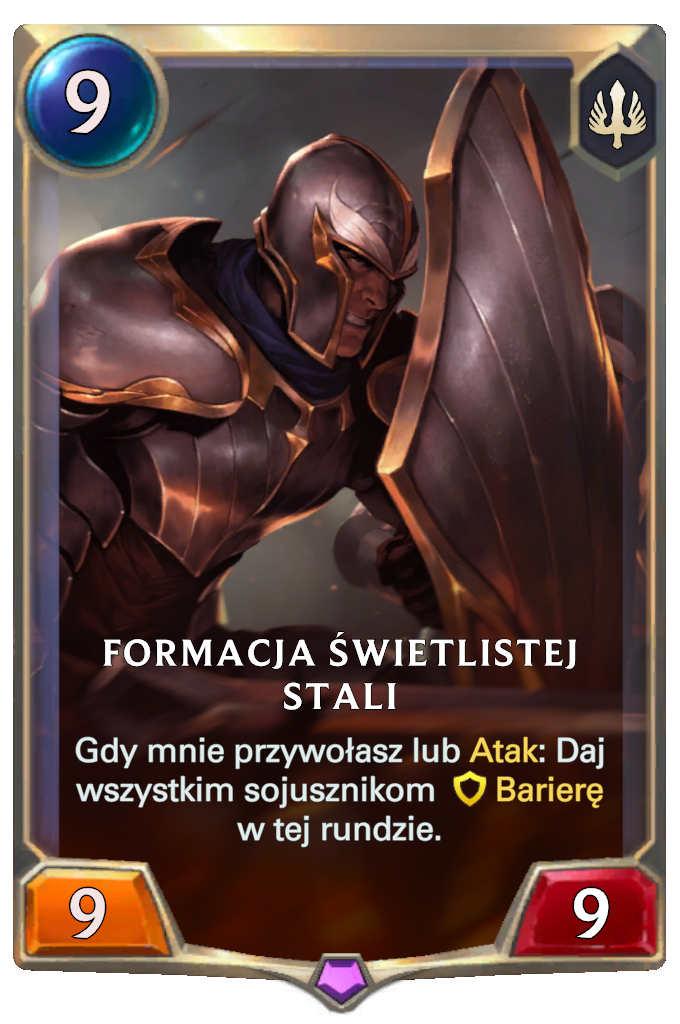 9
FORMACJA ŚWIETLISTEJ
STALI
Gdy mnie przywołasz lub Atak: Daj
wszystkim sojusznikom Barierę
w tej rundzie.
9
9